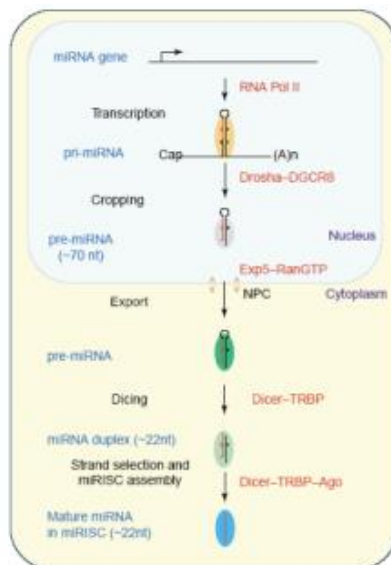 miRNA gene
RNA Pol II
Transcription
pri-miRNA
Cap
(A)n
Drosha–DGCR8
Cropping
pre-miRNA
(~70 nt)
Nucleus
Exp5–RanGTP
NPC
Cytoplasm
Export
pre-miRNA
Dicing
Dicer–TRBP
miRNA duplex (~22nt)
Strand selection and
miRISC assembly
Dicer–TRBP–Ago
Mature miRNA
in miRISC (~22nt)